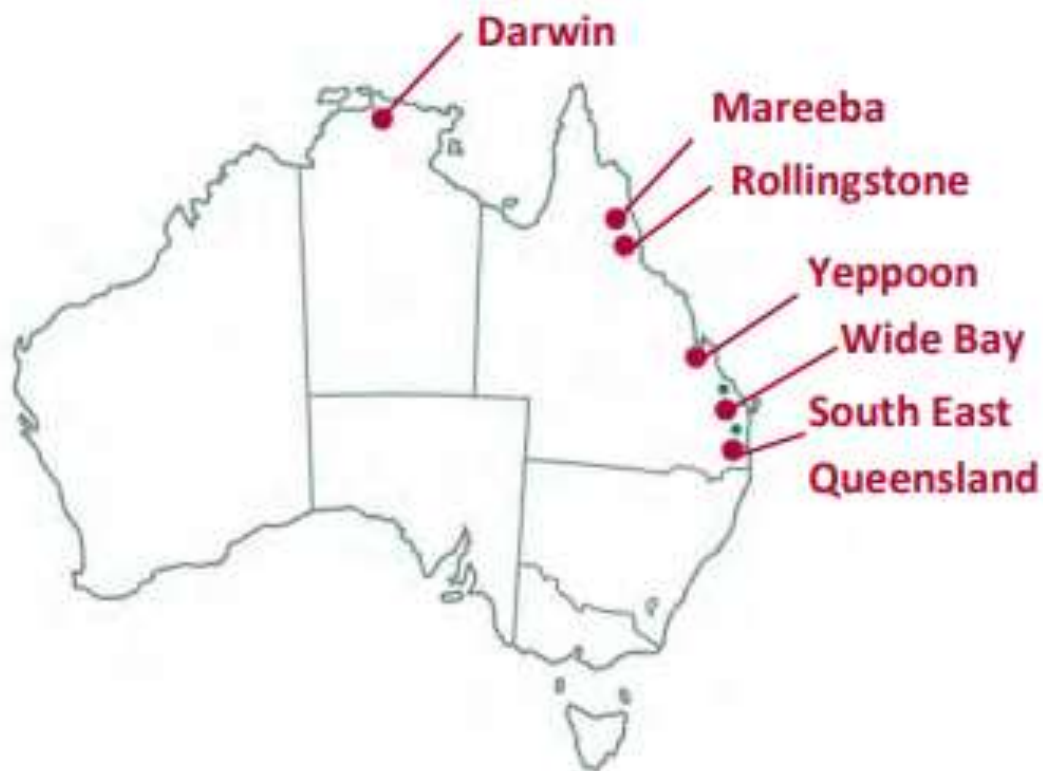 Darwin
Mareeba
Rollingstone
Yeppoon
Wide Bay
South East
Queensland